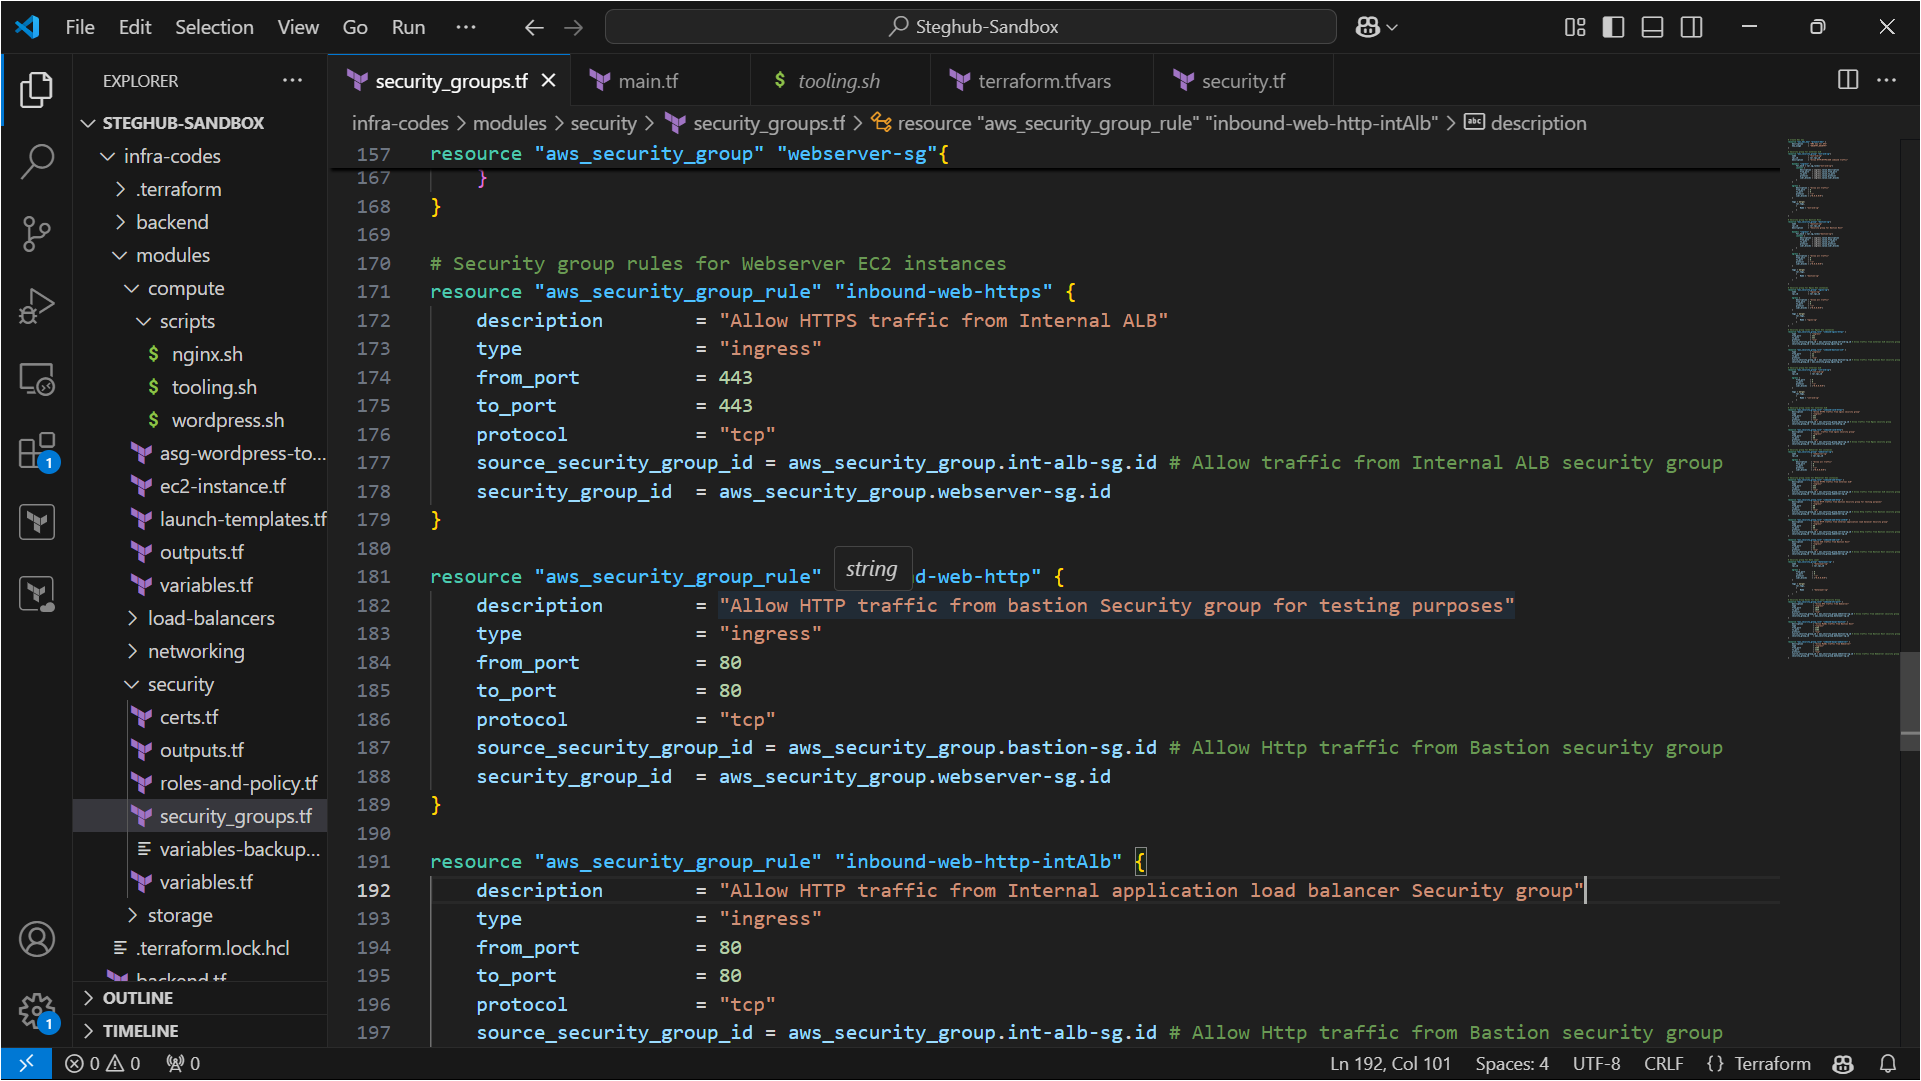 File Edit Selection View Go Run ···
Steghub-Sandbox
EXPLORER ···
security_groups.tf
main.tf
$ tooling.sh
terraform.tfvars
security.tf
STEGHUB-SANDBOX
infra-codes
.terraform
backend
modules
compute
scripts
$ nginx.sh
$ tooling.sh
$ wordpress.sh
asg-wordpress-to...
ec2-instance.tf
launch-templates.tf
outputs.tf
variables.tf
load-balancers
networking
security
certs.tf
outputs.tf
roles-and-policy.tf
security_groups.tf
variables-backup...
variables.tf
storage
.terraform.lock.hcl
backend.tf
OUTLINE
TIMELINE
1
1
infra-codes > modules > security > security_groups.tf > resource "aws_security_group_rule" "inbound-web-http-intAlb" > abc description
157 resource "aws_security_group" "webserver-sg"{
167 }
168 }
169
170 # Security group rules for Webserver EC2 instances
171 resource "aws_security_group_rule" "inbound-web-https" {
172 description = "Allow HTTPS traffic from Internal ALB"
173 type = "ingress"
174 from_port = 443
175 to_port = 443
176 protocol = "tcp"
177 source_security_group_id = aws_security_group.int-alb-sg.id # Allow traffic from Internal ALB security group
178 security_group_id = aws_security_group.webserver-sg.id
179 }
180
string
181 resource "aws_security_group_rule" d-web-http" {
182 description = "Allow HTTP traffic from bastion Security group for testing purposes"
183 type = "ingress"
184 from_port = 80
185 to_port = 80
186 protocol = "tcp"
187 source_security_group_id = aws_security_group.bastion-sg.id # Allow Http traffic from Bastion security group
188 security_group_id = aws_security_group.webserver-sg.id
189 }
190
191 resource "aws_security_group_rule" "inbound-web-http-intAlb" {
192 description = "Allow HTTP traffic from Internal application load balancer Security group"
193 type = "ingress"
194 from_port = 80
195 to_port = 80
196 protocol = "tcp"
197 source_security_group_id = aws_security_group.int-alb-sg.id # Allow Http traffic from Bastion security group
0 0 0
Ln 192, Col 101 Spaces: 4 UTF-8 CRLF {} Terraform